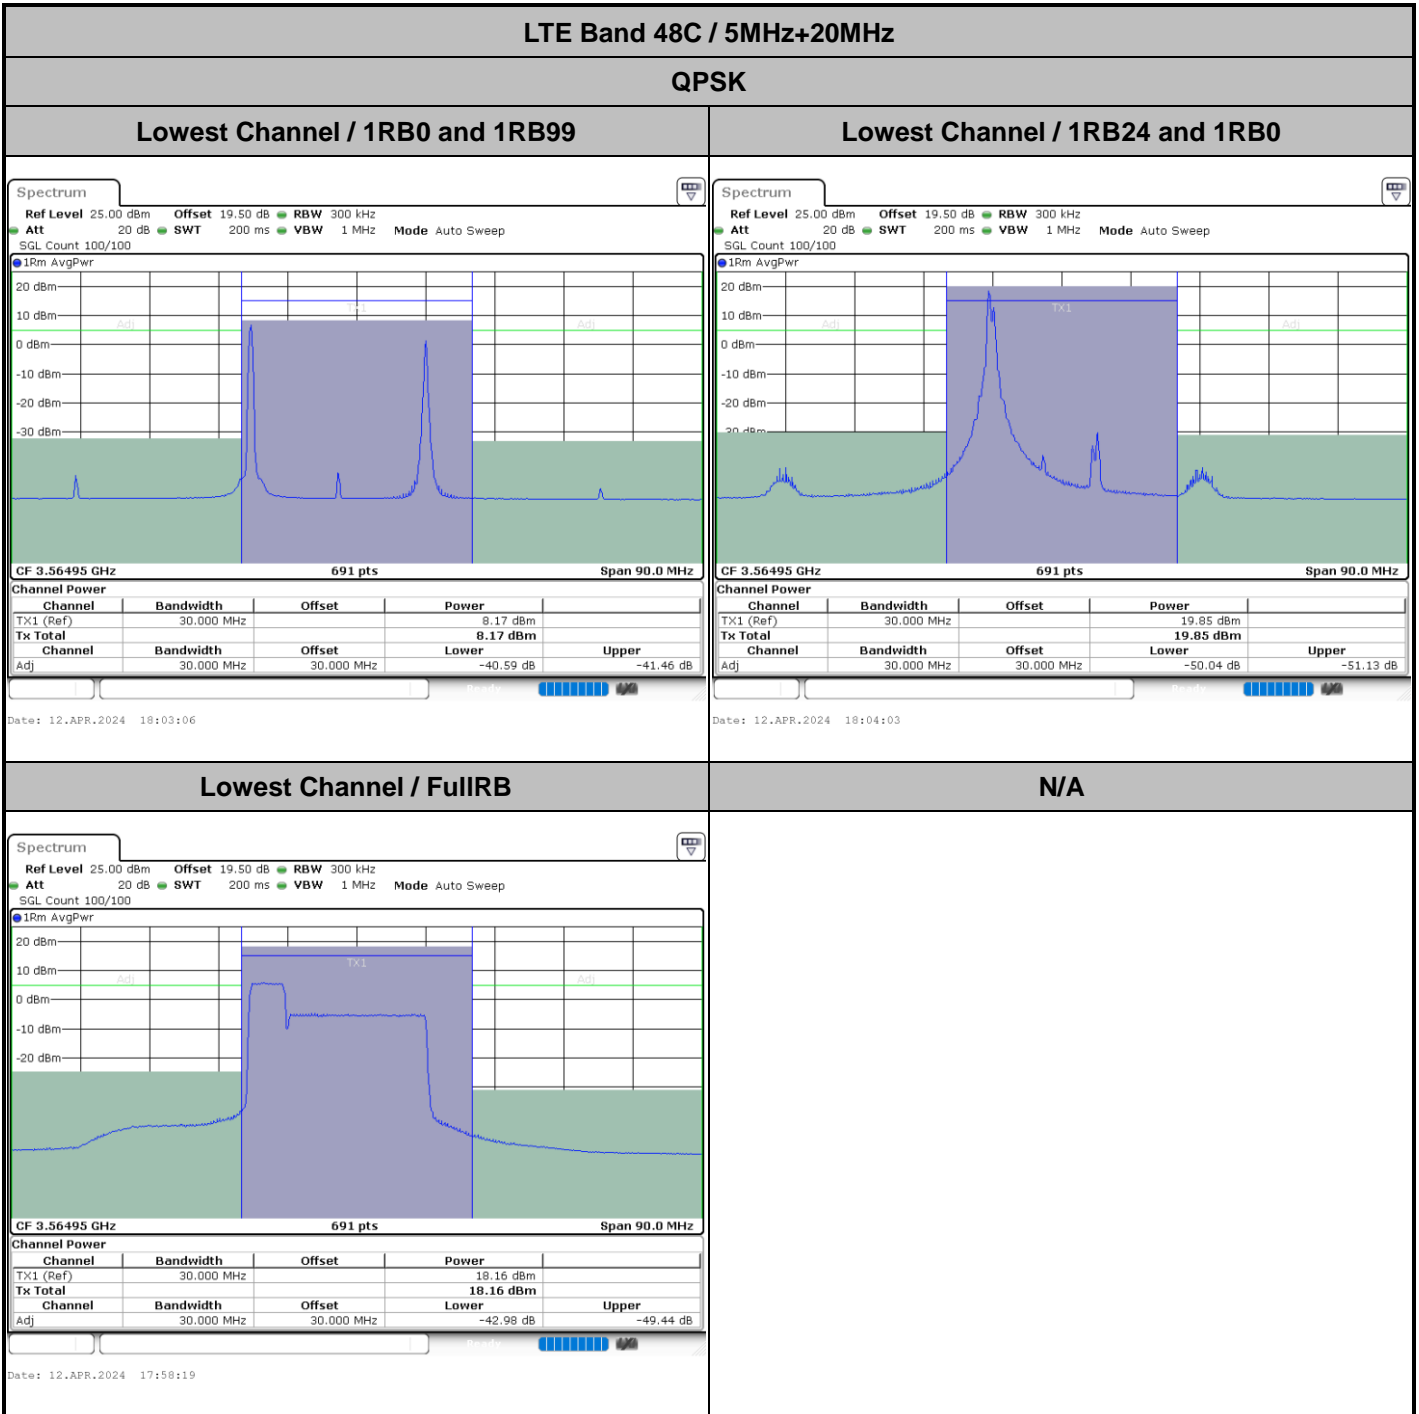 LTE Band 48C / 5MHz+20MHz
QPSK
Lowest Channel / 1RB0 and 1RB99
Lowest Channel / 1RB24 and 1RB0
Spectrum
Ref Level 25.00 dBm Offset 19.50 dB RBW 300 kHz
Att 20 dB SWT 200 ms VBW 1 MHz Mode Auto Sweep
SGL Count 100/100
1Rm AvgPwr
20 dBm
10 dBm
Adj TX1 Adj
0 dBm
-10 dBm
-20 dBm
-30 dBm
CF 3.56495 GHz 691 pts Span 90.0 MHz
Channel Power
Channel Bandwidth Offset Power
TX1 (Ref) 30.000 MHz 8.17 dBm
Tx Total 8.17 dBm
Channel Bandwidth Offset Lower Upper
Adj 30.000 MHz 30.000 MHz -40.59 dB -41.46 dB
Ready
Date: 12.APR.2024 18:03:06
Spectrum
Ref Level 25.00 dBm Offset 19.50 dB RBW 300 kHz
Att 20 dB SWT 200 ms VBW 1 MHz Mode Auto Sweep
SGL Count 100/100
1Rm AvgPwr
20 dBm
10 dBm
Adj TX1 Adj
0 dBm
-10 dBm
-20 dBm
-30 dBm
CF 3.56495 GHz 691 pts Span 90.0 MHz
Channel Power
Channel Bandwidth Offset Power
TX1 (Ref) 30.000 MHz 19.85 dBm
Tx Total 19.85 dBm
Channel Bandwidth Offset Lower Upper
Adj 30.000 MHz 30.000 MHz -50.04 dB -51.13 dB
Ready
Date: 12.APR.2024 18:04:03
Lowest Channel / FullRB
N/A
Spectrum
Ref Level 25.00 dBm Offset 19.50 dB RBW 300 kHz
Att 20 dB SWT 200 ms VBW 1 MHz Mode Auto Sweep
SGL Count 100/100
1Rm AvgPwr
20 dBm
TX1
10 dBm
Adj Adj
0 dBm
-10 dBm
-20 dBm
CF 3.56495 GHz 691 pts Span 90.0 MHz
Channel Power
Channel Bandwidth Offset Power
TX1 (Ref) 30.000 MHz 18.16 dBm
Tx Total 18.16 dBm
Channel Bandwidth Offset Lower Upper
Adj 30.000 MHz 30.000 MHz -42.98 dB -49.44 dB
Ready
Date: 12.APR.2024 17:58:19